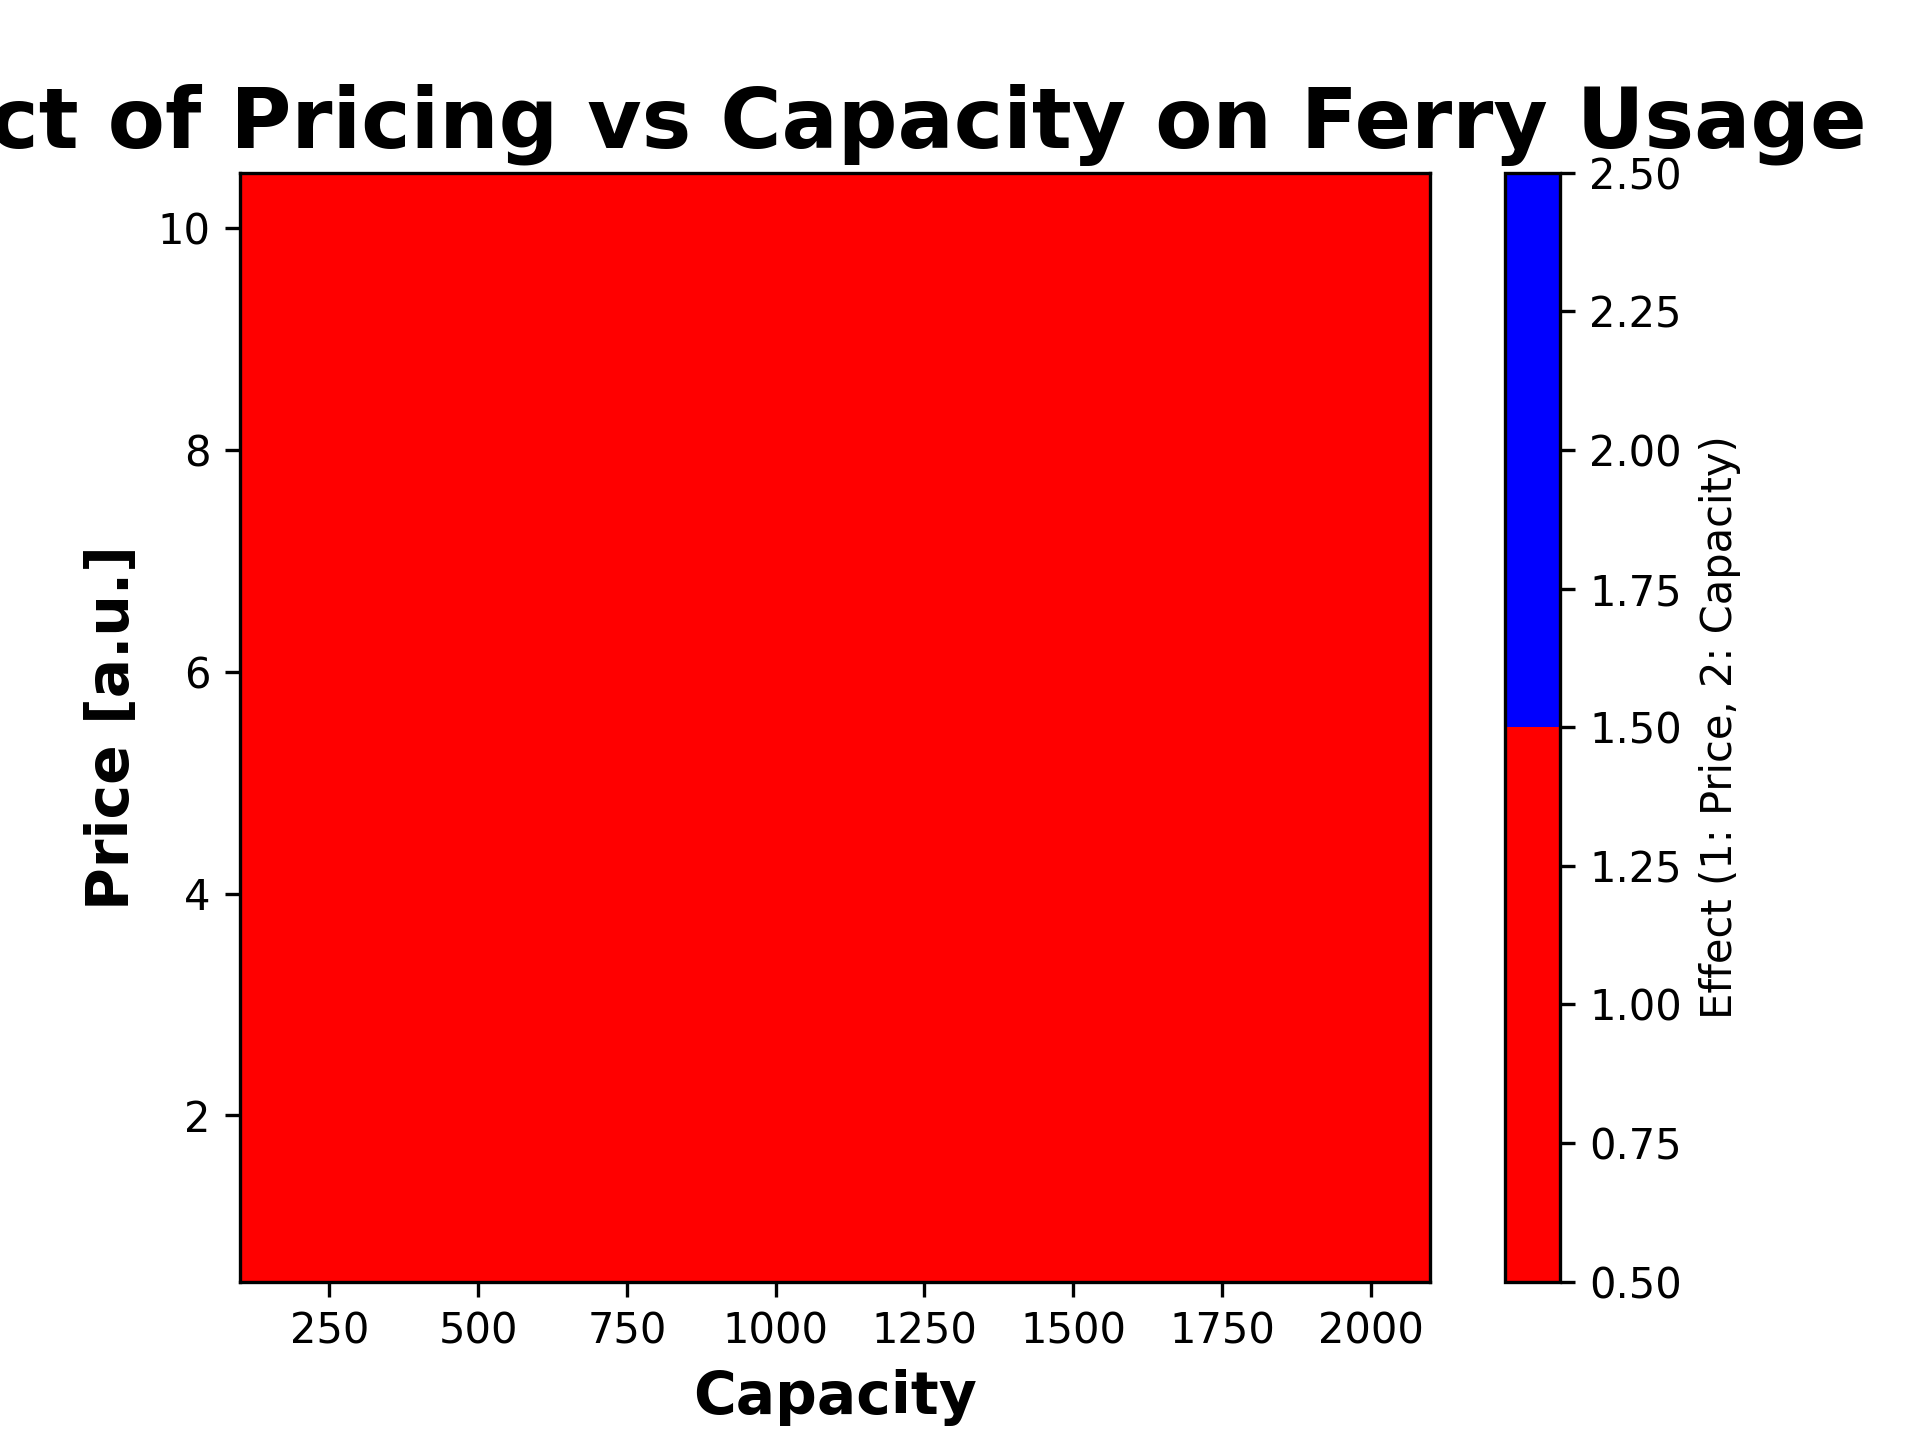 ct of Pricing vs Capacity on Ferry Usage
10
8
6
4
2
Price [a.u.]
250 500 750 1000 1250 1500 1750 2000
Capacity
2.50
2.25
2.00
1.75
1.50
1.25
1.00
0.75
0.50
Effect (1: Price, 2: Capacity)